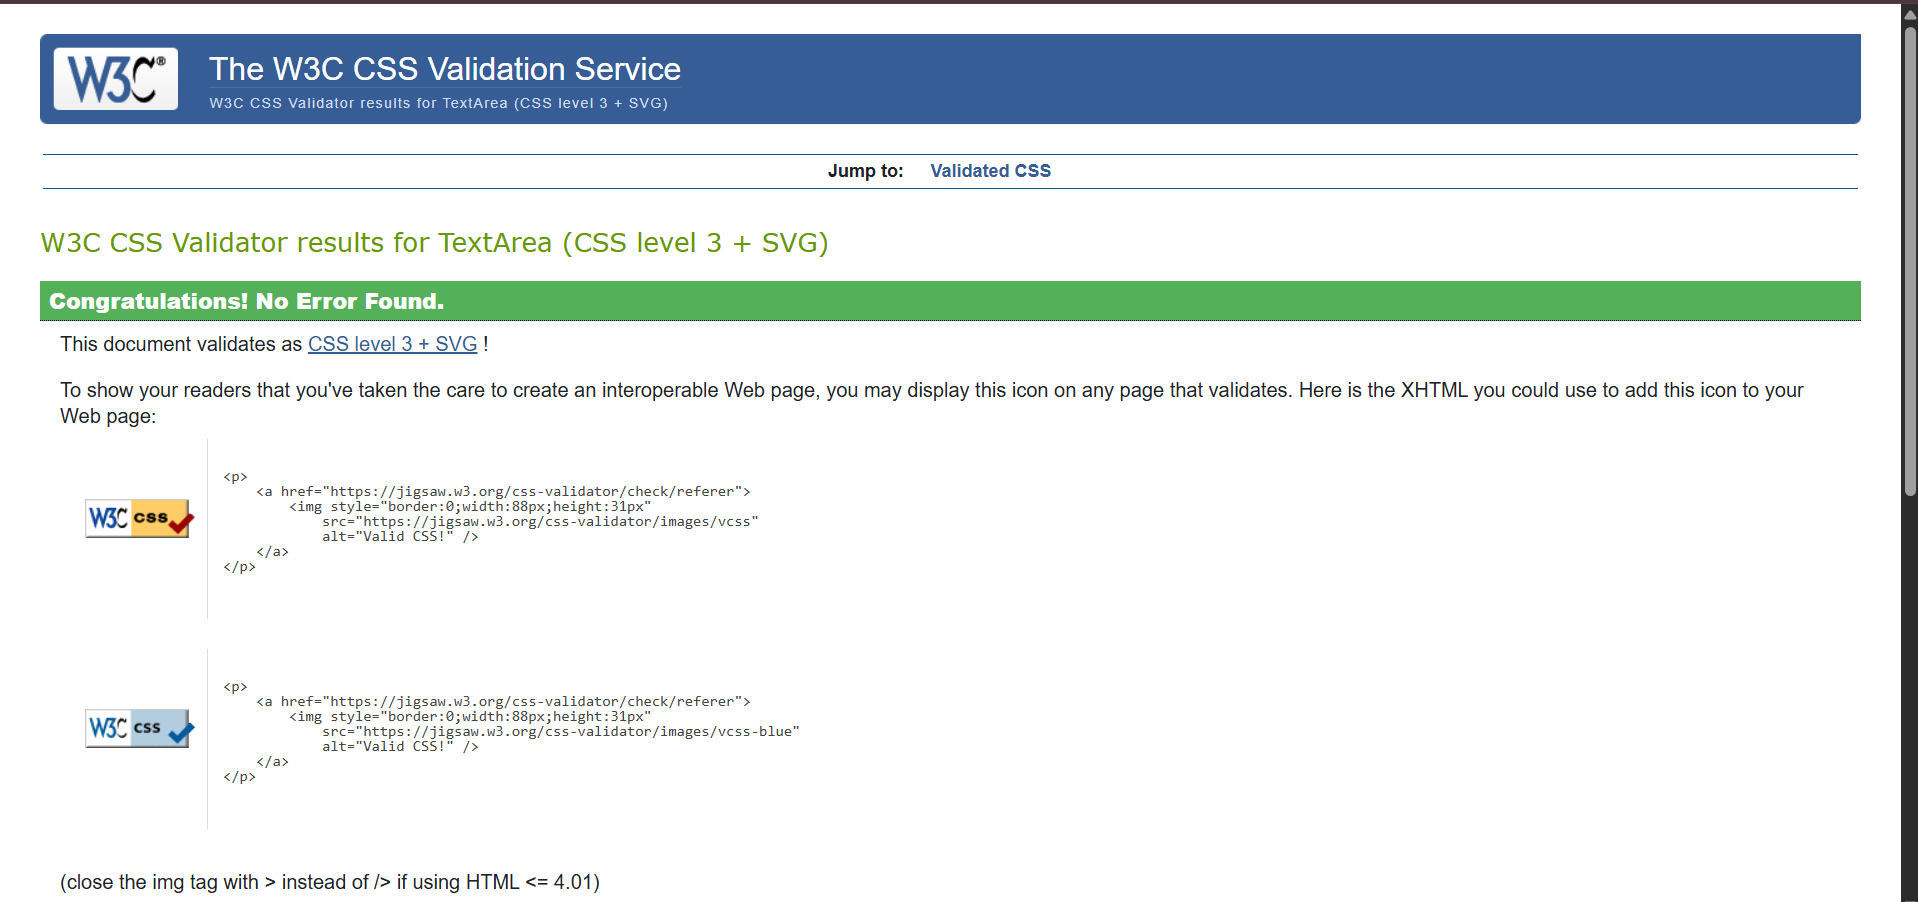 W3C®
The W3C CSS Validation Service
W3C CSS Validator results for TextArea (CSS level 3 + SVG)
Jump to: Validated CSS
W3C CSS Validator results for TextArea (CSS level 3 + SVG)
Congratulations! No Error Found.
This document validates as CSS level 3 + SVG !
To show your readers that you've taken the care to create an interoperable Web page, you may display this icon on any page that validates. Here is the XHTML you could use to add this icon to your
Web page:
W3C css
<p>
    <a href="https://jigsaw.w3.org/css-validator/check/referer">
        <img style="border:0;width:88px;height:31px"
            src="https://jigsaw.w3.org/css-validator/images/vcss"
            alt="Valid CSS!" />
    </a>
</p>
W3C css
<p>
    <a href="https://jigsaw.w3.org/css-validator/check/referer">
        <img style="border:0;width:88px;height:31px"
            src="https://jigsaw.w3.org/css-validator/images/vcss-blue"
            alt="Valid CSS!" />
    </a>
</p>
(close the img tag with > instead of /> if using HTML <= 4.01)